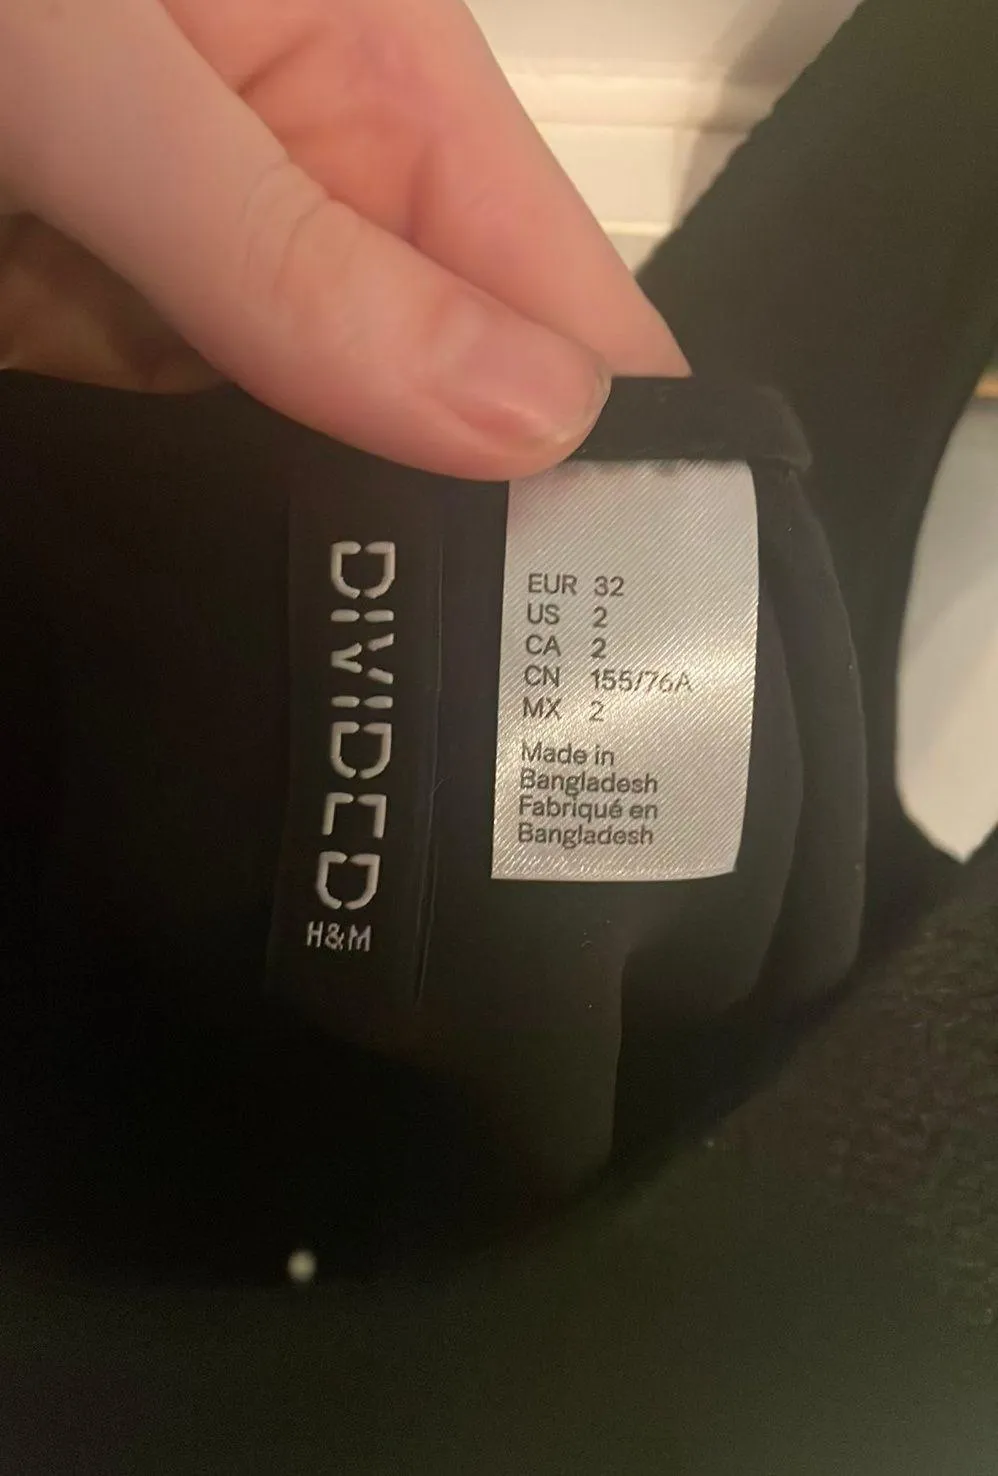 DIVIDED
H&M
EUR 32
US 2
CA 2
CN 155/76A
MX 2
Made in
Bangladesh
Fabriqué en
Bangladesh